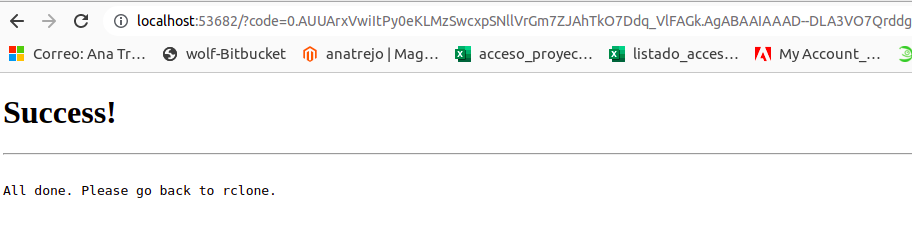 localhost:53682/?code=0.AUUArxVwiItPy0eKLMzSwcxpSNllVrGm7ZJAhTkO7Ddq_VlFAGk.AgABAAIAAAD--DLA3VO7Qrddg
Correo: Ana Tr… wolf-Bitbucket anatrejo | Mag… acceso_proyec… listado_acces… My Account_…
Success!
All done. Please go back to rclone.